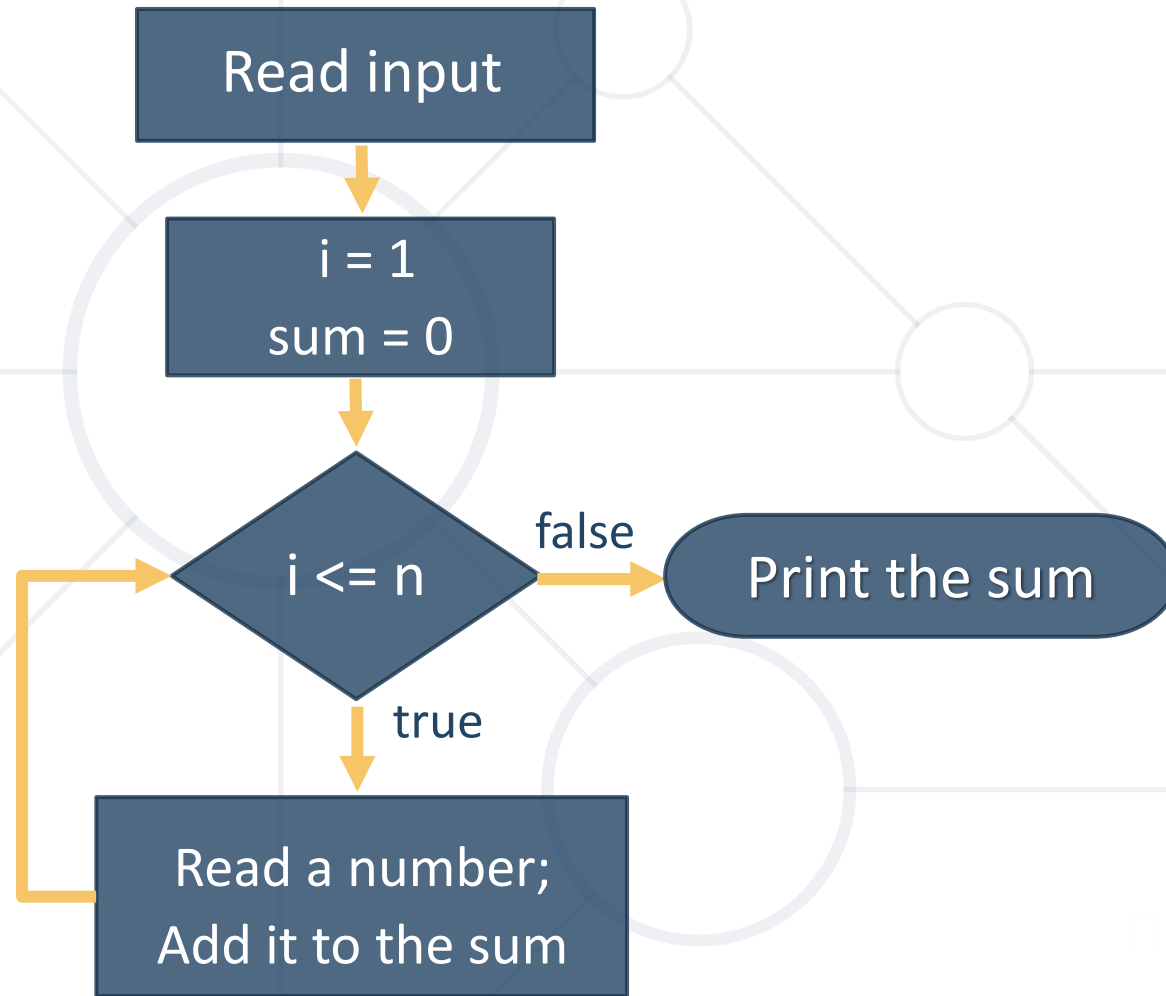 Read input
i = 1
sum = 0
i <= n
false
Print the sum
true
Read a number;
Add it to the sum